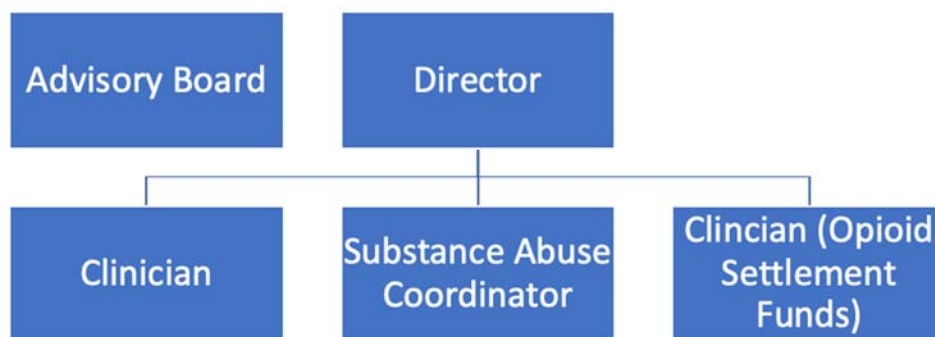 Advisory Board
Director
Clinician
Substance Abuse
Coordinator
Clincian (Opioid
Settlement
Funds)